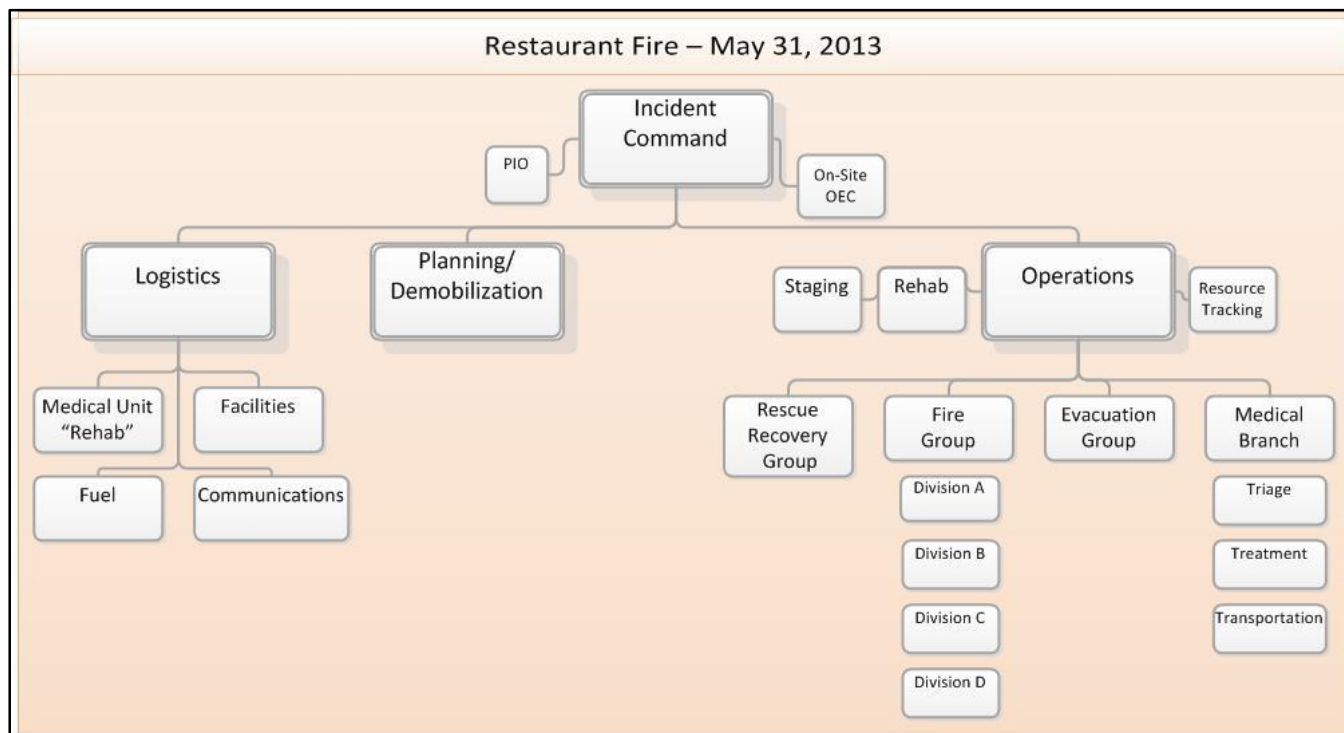 Restaurant Fire – May 31, 2013
Incident
Command
PIO
On-Site
OEC
Logistics
Planning/
Demobilization
Staging
Rehab
Operations
Resource
Tracking
Medical Unit
“Rehab”
Facilities
Fuel
Communications
Rescue
Recovery
Group
Fire
Group
Evacuation
Group
Medical
Branch
Division A
Division B
Division C
Division D
Triage
Treatment
Transportation